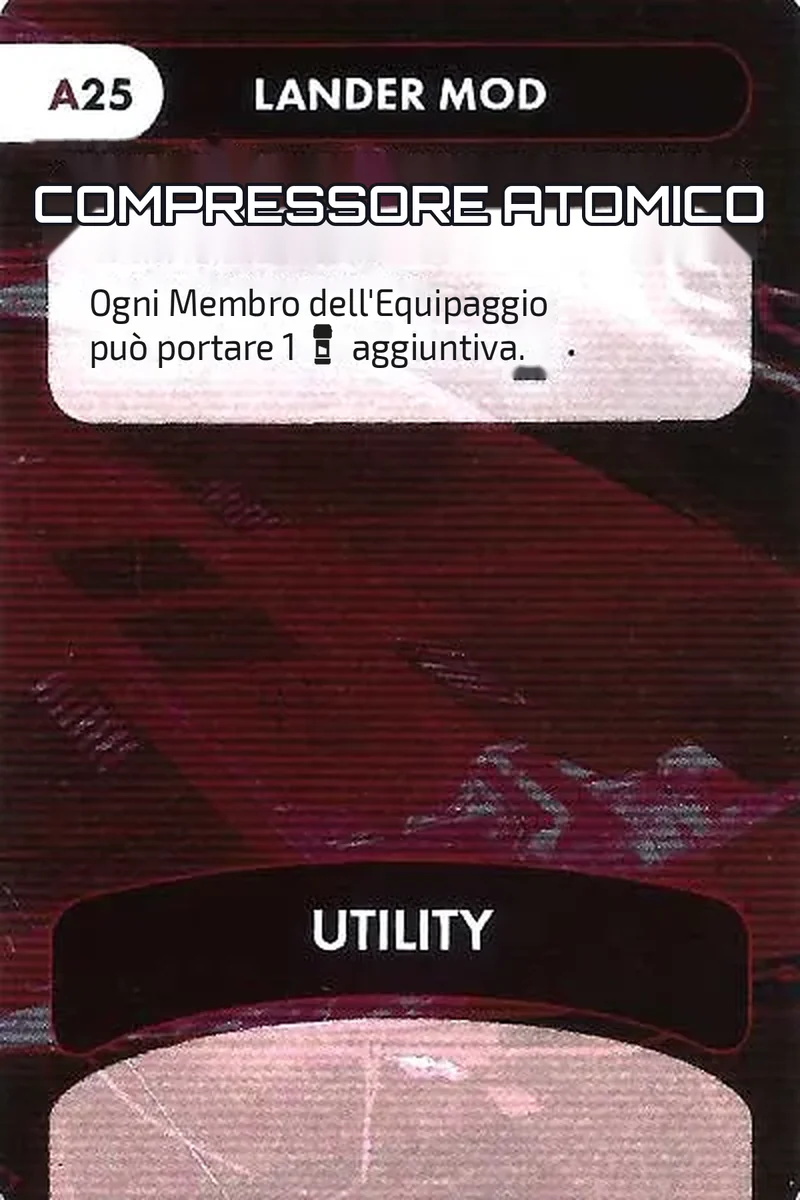 A25
LANDER MOD
COMPRESSORE ATOMICO
Ogni Membro dell'Equipaggio
può portare 1 aggiuntiva.
UTILITY